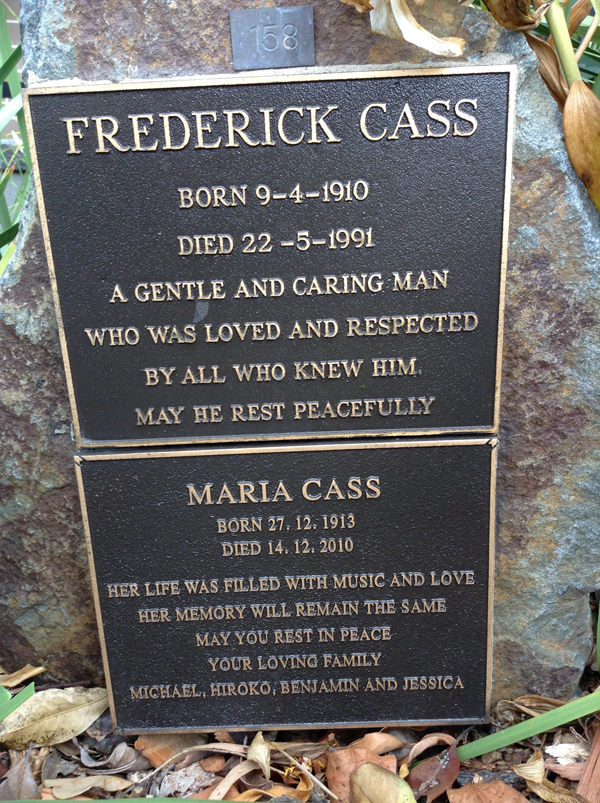 158
FREDERICK CASS
BORN 9-4-1910
DIED 22-5-1991
A GENTLE AND CARING MAN
WHO WAS LOVED AND RESPECTED
BY ALL WHO KNEW HIM.
MAY HE REST PEACEFULLY
MARIA CASS
BORN 27. 12. 1913
DIED 14. 12. 2010
HER LIFE WAS FILLED WITH MUSIC AND LOVE
HER MEMORY WILL REMAIN THE SAME
MAY YOU REST IN PEACE
YOUR LOVING FAMILY
MICHAEL, HIROKO, BENJAMIN AND JESSICA